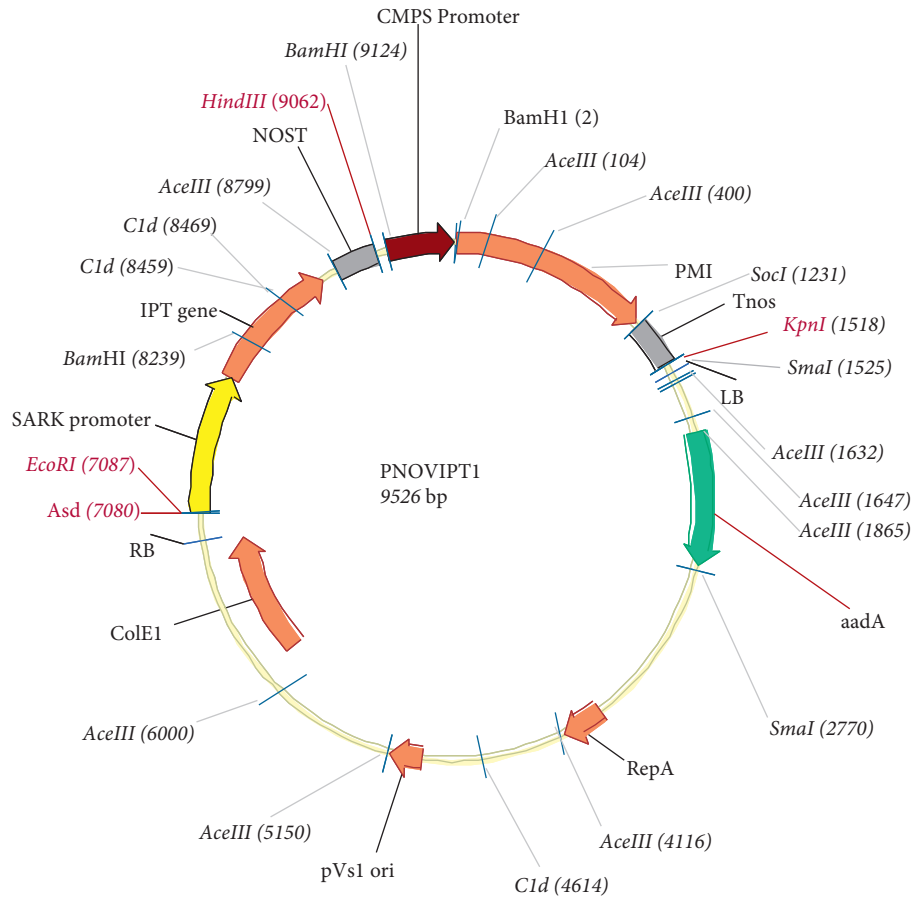 CMPS Promoter
BamHI (9124)
HindIII (9062)
NOST
AceIII (8799)
C1d (8469)
C1d (8459)
IPT gene
BamHI (8239)
SARK promoter
EcoRI (7087)
Asd (7080)
RB
ColE1
AceIII (6000)
AceIII (5150)
pVs1 ori
C1d (4614)
AceIII (4116)
RepA
SmaI (2770)
aadA
AceIII (1865)
AceIII (1647)
AceIII (1632)
LB
SmaI (1525)
KpnI (1518)
Tnos
SocI (1231)
PMI
AceIII (400)
AceIII (104)
BamH1 (2)
PNOVIPT1
9526 bp